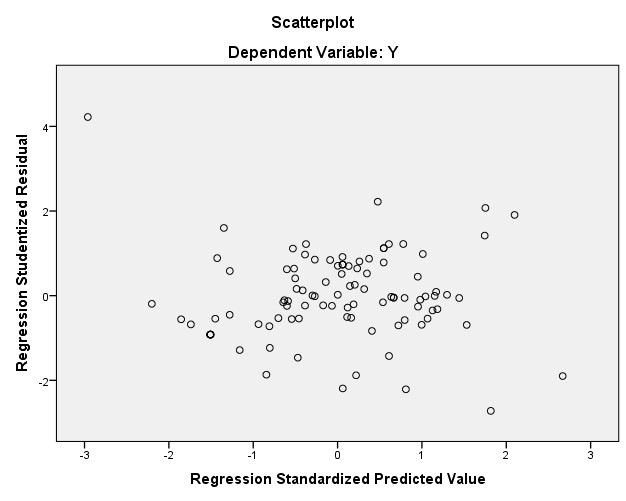 Scatterplot
Dependent Variable: Y
Regression Studentized Residual
4
2
0
-2
-3 -2 -1 0 1 2 3
Regression Standardized Predicted Value